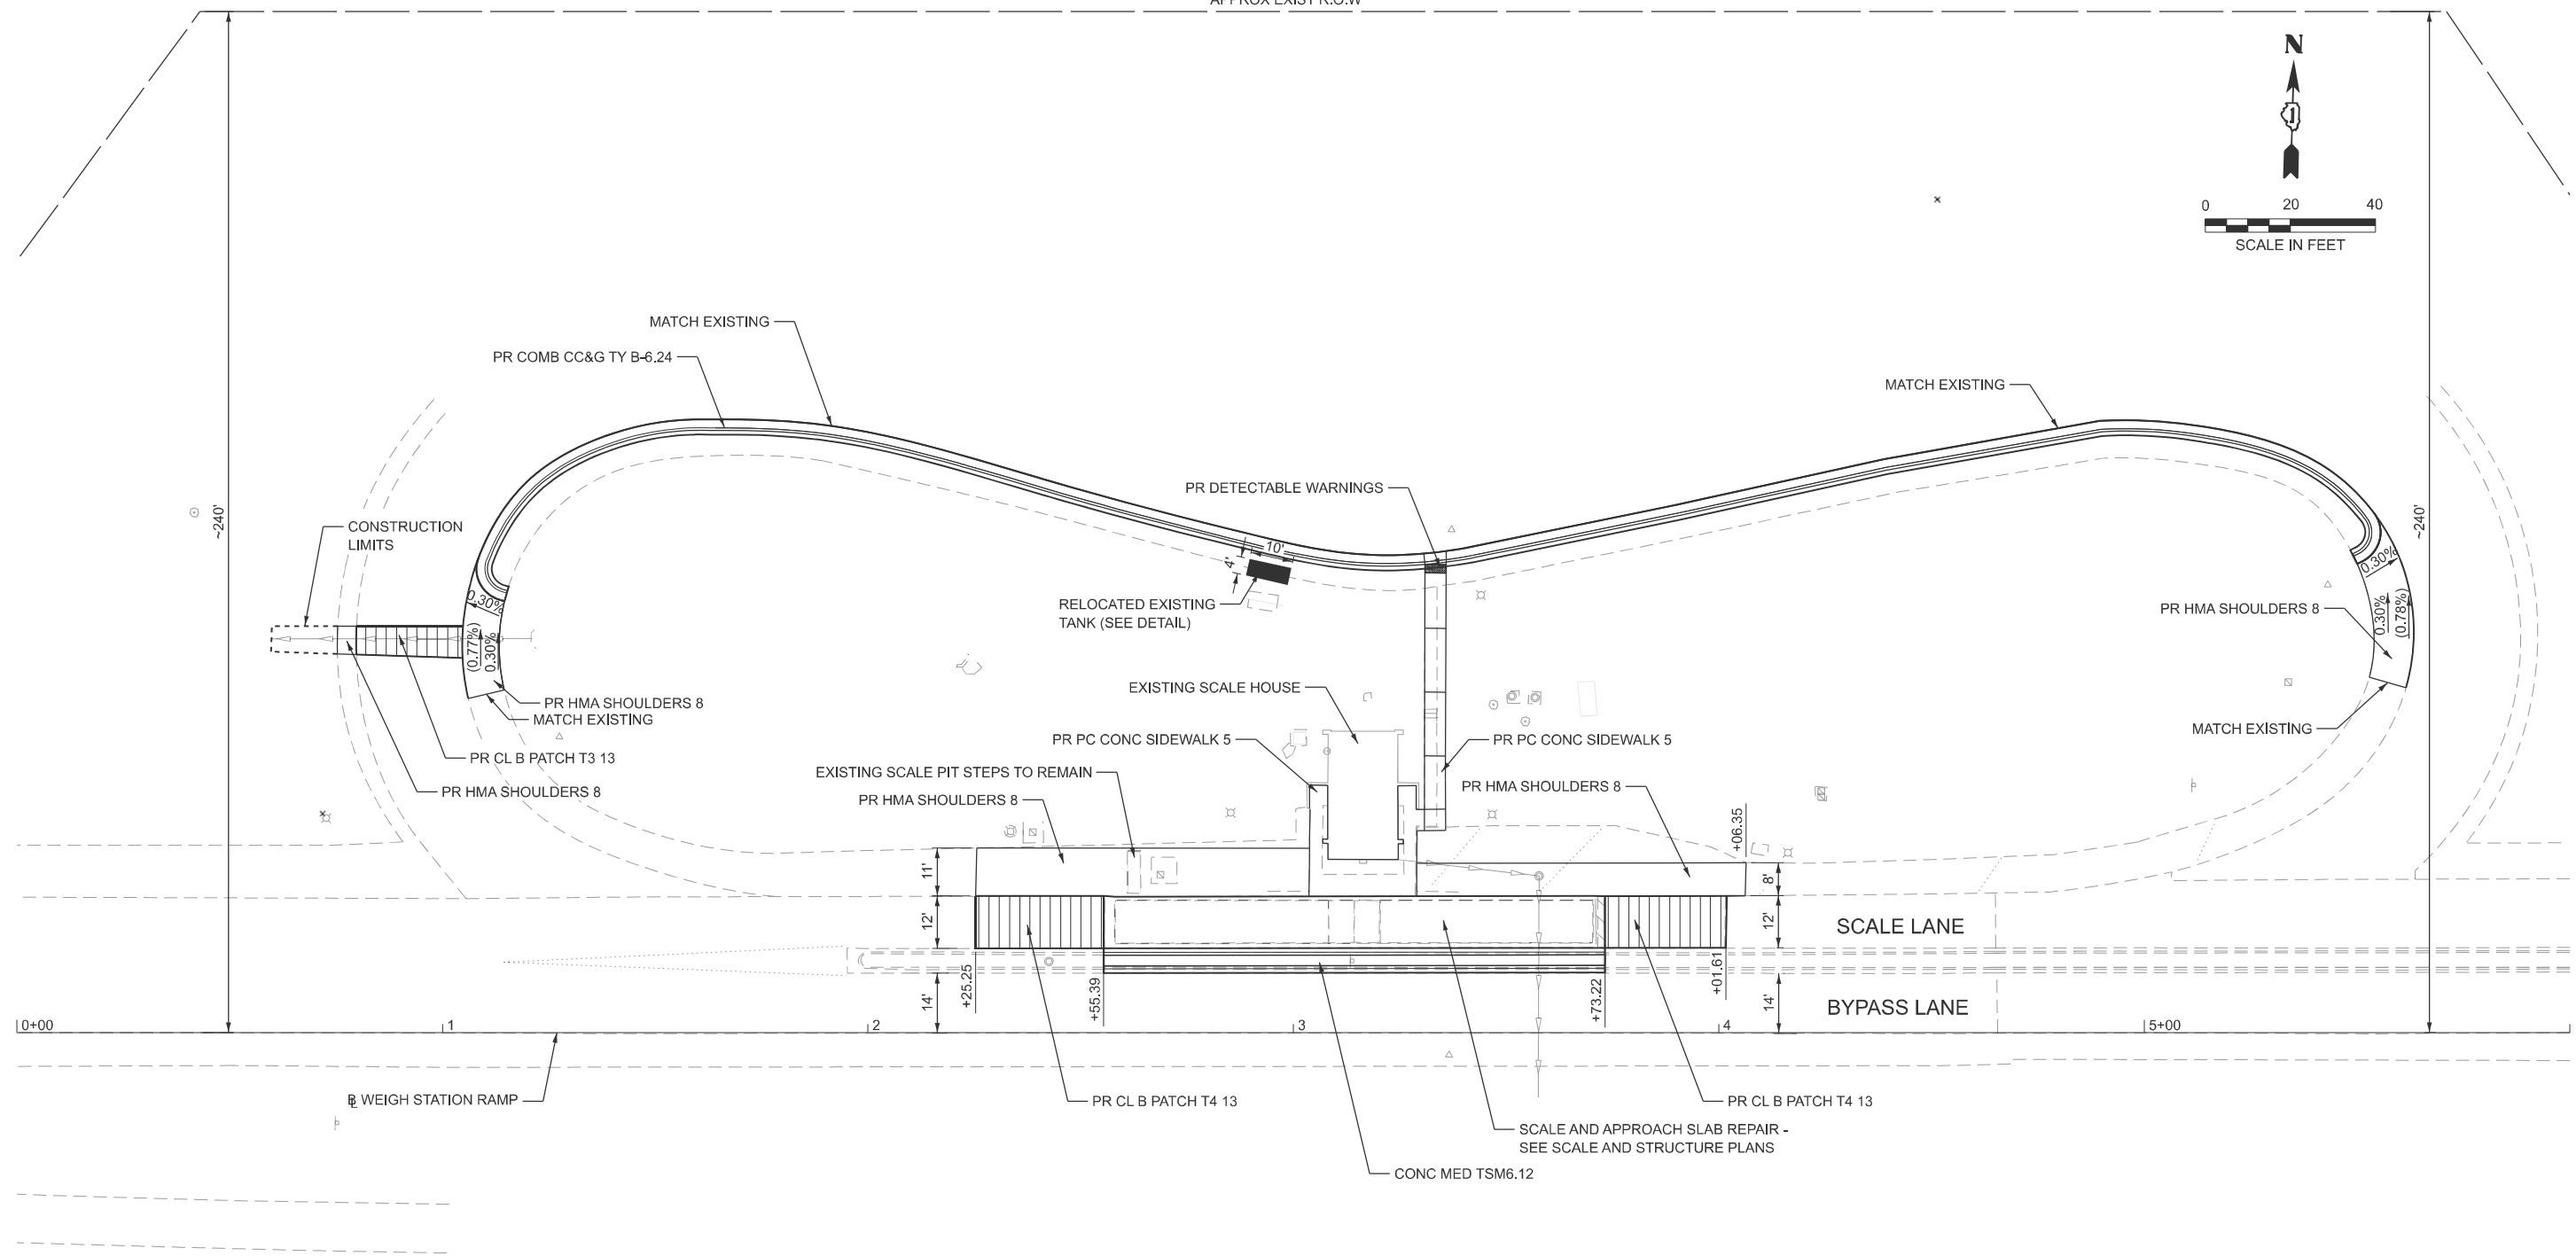 APPROX EXIST R.O.W
N
1
0 20 40
SCALE IN FEET
MATCH EXISTING
PR COMB CC&G TY B-6.24
MATCH EXISTING
PR DETECTABLE WARNINGS
~240'
~240'
CONSTRUCTION
LIMITS
10'
4'
0.30%
0.30%
RELOCATED EXISTING
TANK (SEE DETAIL)
PR HMA SHOULDERS 8
(0.77%)
0.30%
0.30%
(0.78%)
EXISTING SCALE HOUSE
PR HMA SHOULDERS 8
MATCH EXISTING
MATCH EXISTING
PR PC CONC SIDEWALK 5
PR PC CONC SIDEWALK 5
PR CL B PATCH T3 13
EXISTING SCALE PIT STEPS TO REMAIN
PR HMA SHOULDERS 8
PR HMA SHOULDERS 8
PR HMA SHOULDERS 8
+06.35
11'
8'
12'
12'
SCALE LANE
+25.25
+55.39
+73.22
+01.61
14'
14'
BYPASS LANE
0+00 1 2 3 4 5+00
BL WEIGH STATION RAMP
PR CL B PATCH T4 13
PR CL B PATCH T4 13
SCALE AND APPROACH SLAB REPAIR -
SEE SCALE AND STRUCTURE PLANS
CONC MED TSM6.12